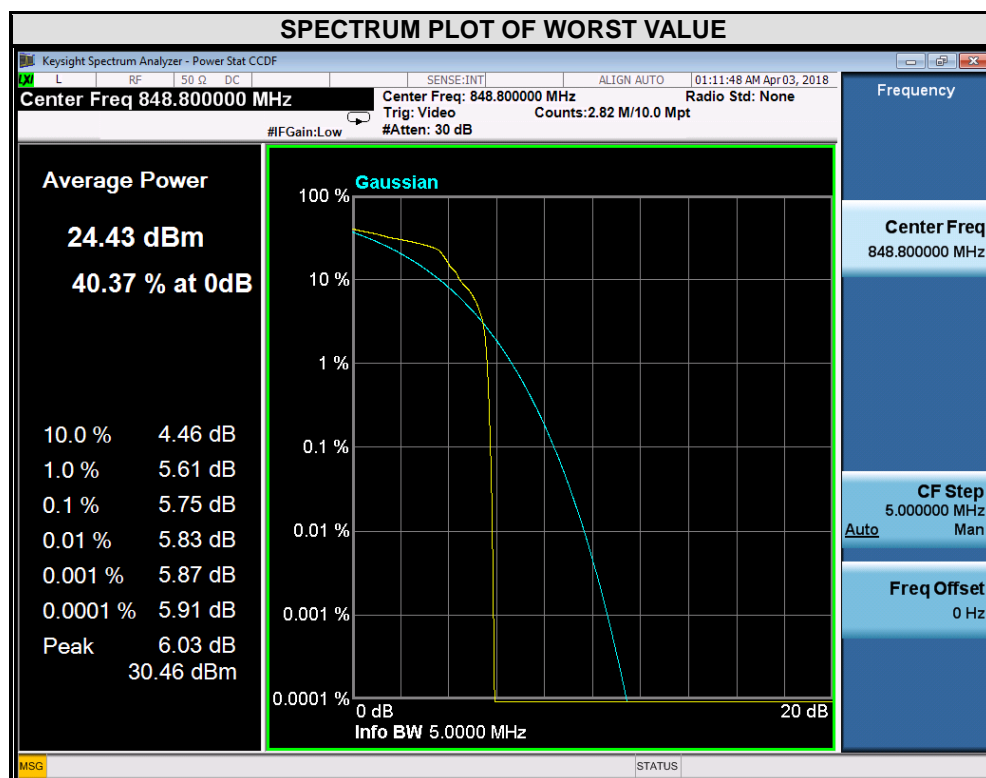 SPECTRUM PLOT OF WORST VALUE
Keysight Spectrum Analyzer - Power Stat CCDF
LXI L RF 50 Ω DC SENSE:INT ALIGN AUTO 01:11:48 AM Apr 03, 2018
Center Freq 848.800000 MHz
Center Freq: 848.800000 MHz Radio Std: None
Trig: Video Counts:2.82 M/10.0 Mpt
#IFGain:Low #Atten: 30 dB
Frequency
Average Power
24.43 dBm
40.37 % at 0dB
10.0 % 4.46 dB
1.0 % 5.61 dB
0.1 % 5.75 dB
0.01 % 5.83 dB
0.001 % 5.87 dB
0.0001 % 5.91 dB
Peak 6.03 dB
30.46 dBm
Gaussian
100 %
10 %
1 %
0.1 %
0.01 %
0.001 %
0.0001 %
0 dB 20 dB
Info BW 5.0000 MHz
Center Freq
848.800000 MHz
CF Step
5.000000 MHz
Auto Man
Freq Offset
0 Hz
MSG STATUS